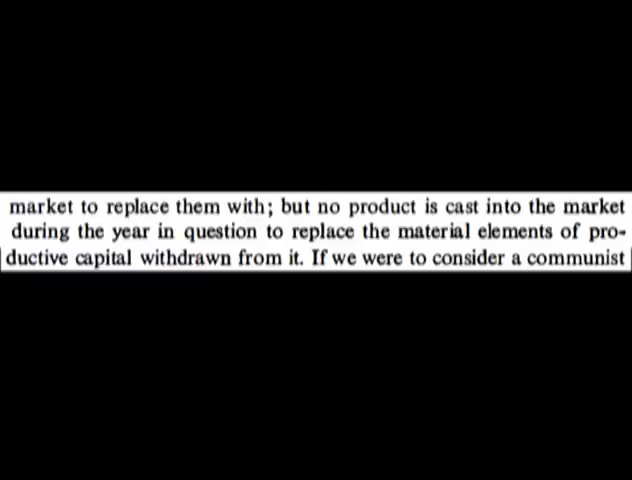 market to replace them with; but no product is cast into the market
during the year in question to replace the material elements of pro-
ductive capital withdrawn from it. If we were to consider a communist